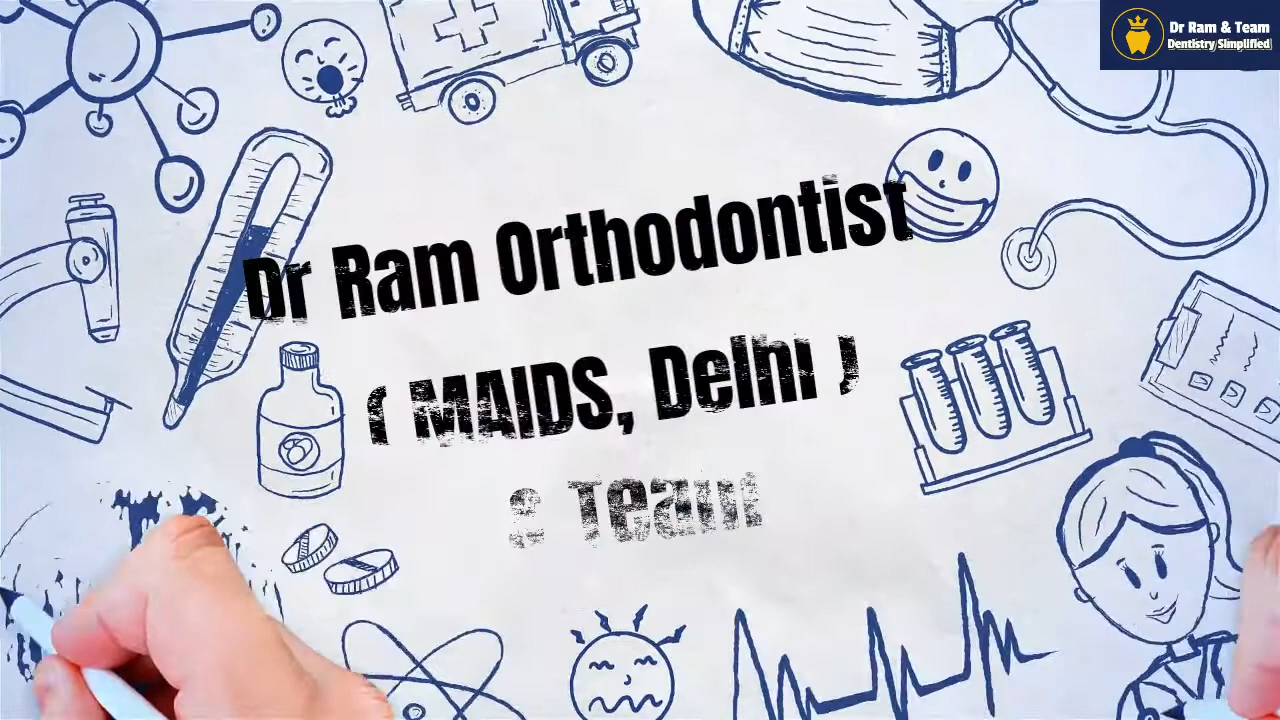 Dr Ram & Team
Dentistry Simplified
Dr Ram Orthodontist
( MAIDS, Delhi )
& Team